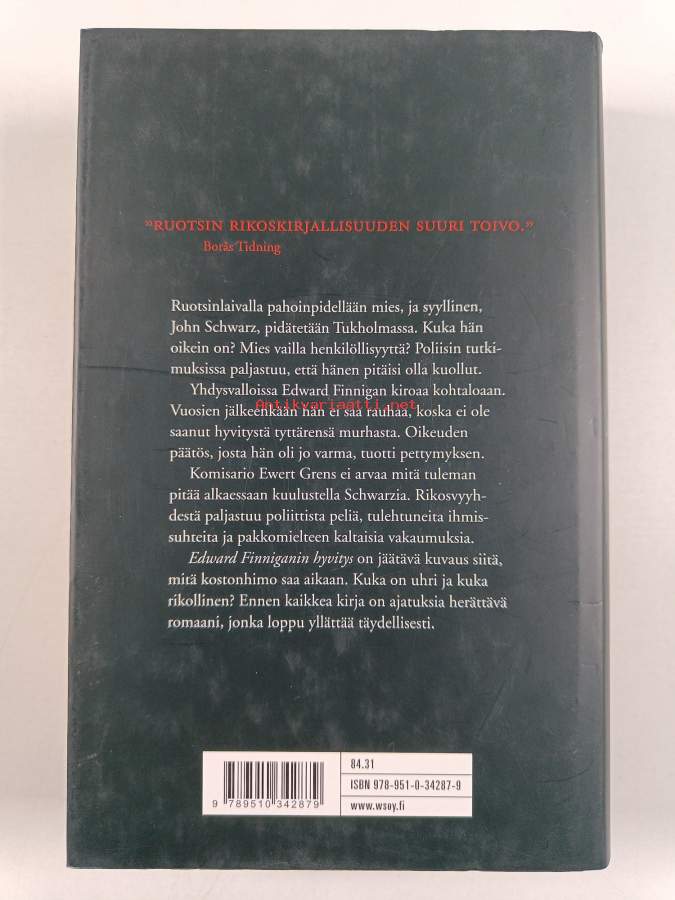 ”RUOTSIN RIKOSKIRJALLISUUDEN SUURI TOIVO.”
Borås Tidning
Ruotsinlaivalla pahoinpidellään mies, ja syyllinen,
John Schwarz, pidätetään Tukholmassa. Kuka hän
oikein on? Mies vailla henkilöllisyyttä? Poliisin tutki-
muksissa paljastuu, että hänen pitäisi olla kuollut.
Yhdysvalloissa Edward Finnigan kiroaa kohtaloaan.
Antikvariaatti.net
Vuosien jälkeenkään hän ei saa rauhaa, koska ei ole
saanut hyvitystä tyttärensä murhasta. Oikeuden
päätös, josta hän oli jo varma, tuotti pettymyksen.
Komisario Ewert Grens ei arvaa mitä tuleman
pitää alkaessaan kuulustella Schwarzia. Rikosvyyh-
destä paljastuu poliittista peliä, tulehtuneita ihmis-
suhteita ja pakkomielteen kaltaisia vakaumuksia.
Edward Finniganin hyvitys on jäätävä kuvaus siitä,
mitä kostonhimo saa aikaan. Kuka on uhri ja kuka
rikollinen? Ennen kaikkea kirja on ajatuksia herättävä
romaani, jonka loppu yllättää täydellisesti.
84.31
ISBN 978-951-0-34287-9
www.wsoy.fi
9 789510 342879